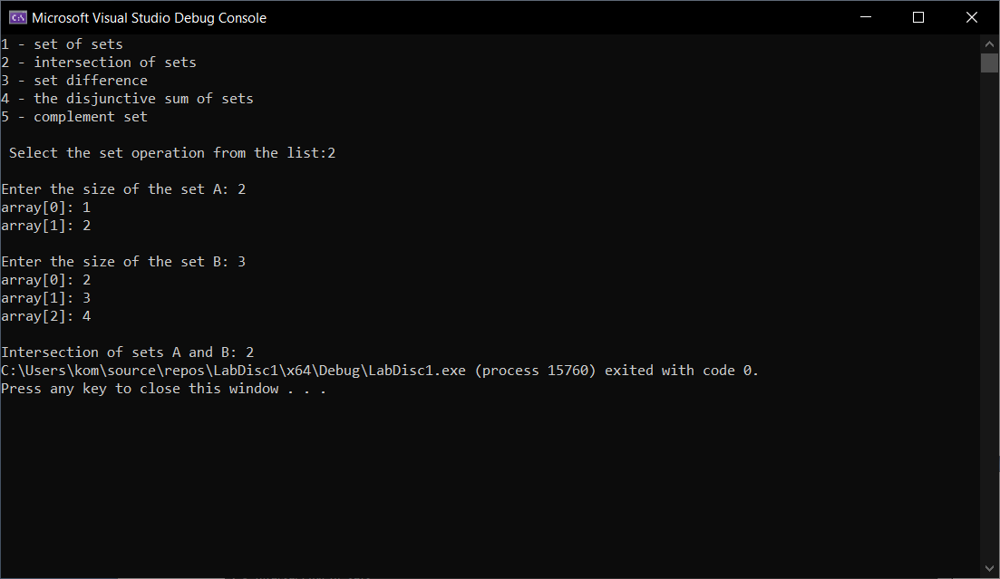 Microsoft Visual Studio Debug Console
1 - set of sets
2 - intersection of sets
3 - set difference
4 - the disjunctive sum of sets
5 - complement set
Select the set operation from the list:2
Enter the size of the set A: 2
array[0]: 1
array[1]: 2
Enter the size of the set B: 3
array[0]: 2
array[1]: 3
array[2]: 4
Intersection of sets A and B: 2
C:\Users\kom\source\repos\LabDisc1\x64\Debug\LabDisc1.exe (process 15760) exited with code 0.
Press any key to close this window . . .